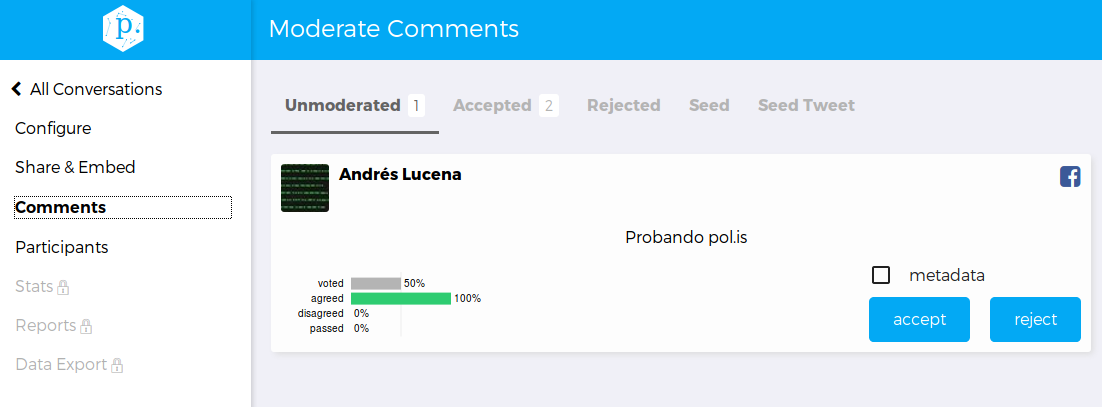 p.
Moderate Comments
All Conversations
Configure
Share & Embed
Comments
Participants
Stats
Reports
Data Export
Unmoderated 1 Accepted 2 Rejected Seed Seed Tweet
Andrés Lucena
Probando pol.is
voted 50%
agreed 100%
disagreed 0%
passed 0%
metadata
accept reject